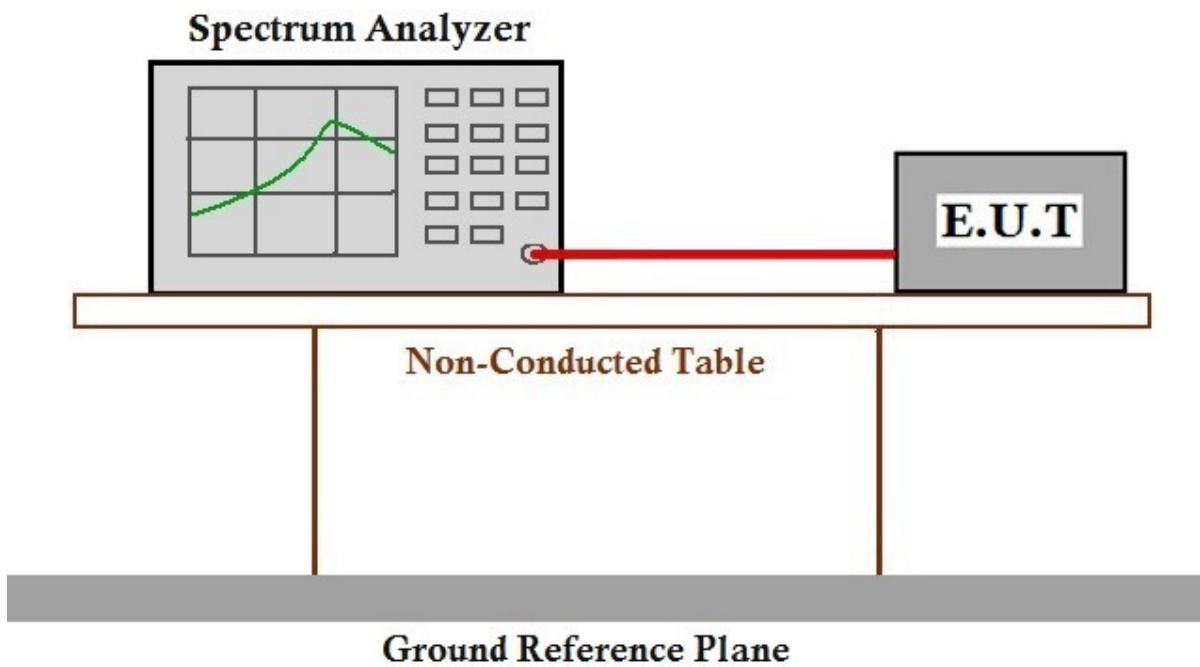 Spectrum Analyzer
E.U.T
Non-Conducted Table
Ground Reference Plane